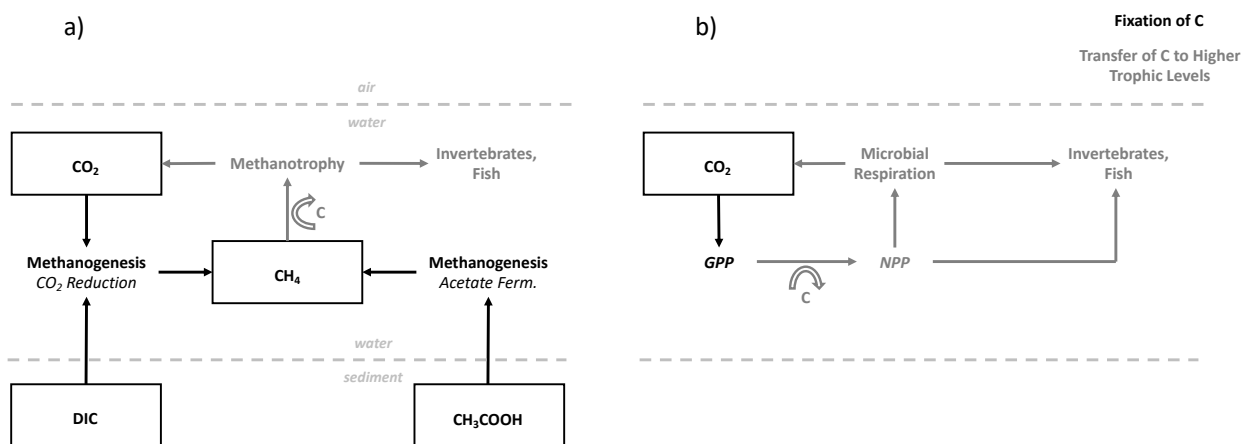 a)
air
water
CO₂
Methanotrophy
Invertebrates,
Fish
C
Methanogenesis
CO₂ Reduction
CH₄
Methanogenesis
Acetate Ferm.
water
sediment
DIC
CH₃COOH
b)
Fixation of C
Transfer of C to Higher
Trophic Levels
CO₂
Microbial
Respiration
Invertebrates,
Fish
GPP
NPP
C